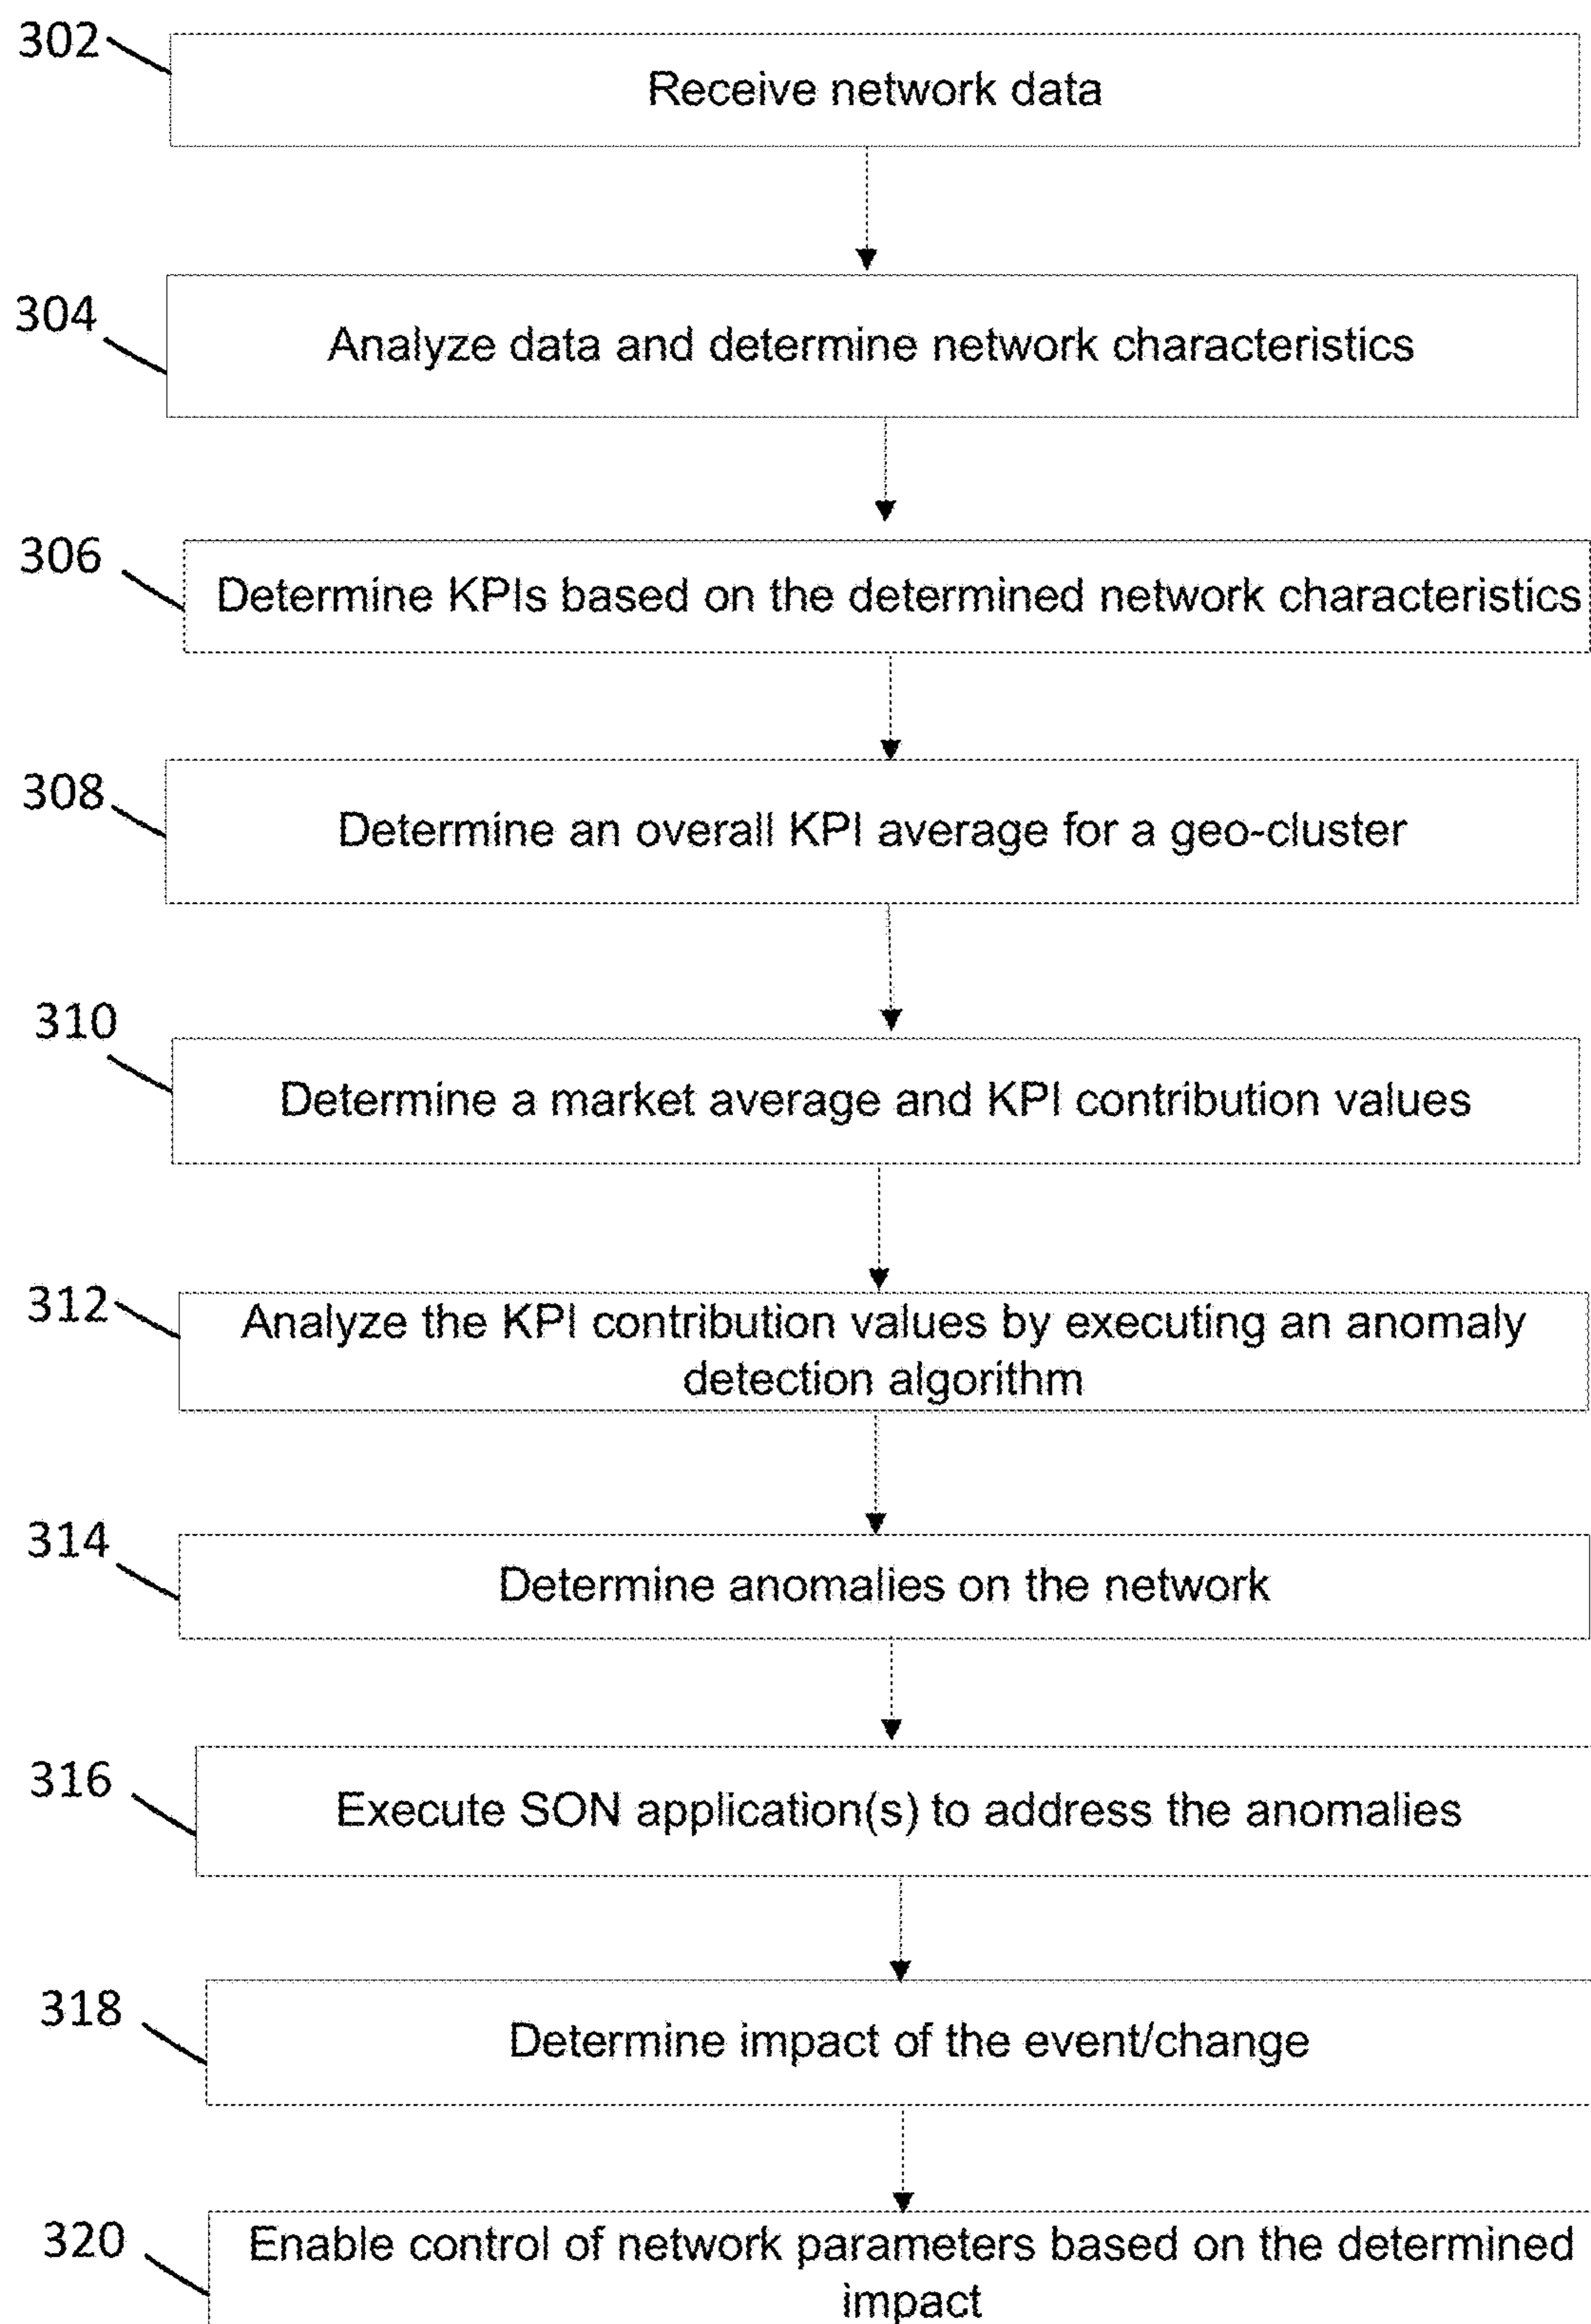 302
Receive network data
304
Analyze data and determine network characteristics
306
Determine KPIs based on the determined network characteristics
308
Determine an overall KPI average for a geo-cluster
310
Determine a market average and KPI contribution values
312
Analyze the KPI contribution values by executing an anomaly
detection algorithm
314
Determine anomalies on the network
316
Execute SON application(s) to address the anomalies
318
Determine impact of the event/change
320
Enable control of network parameters based on the determined
impact